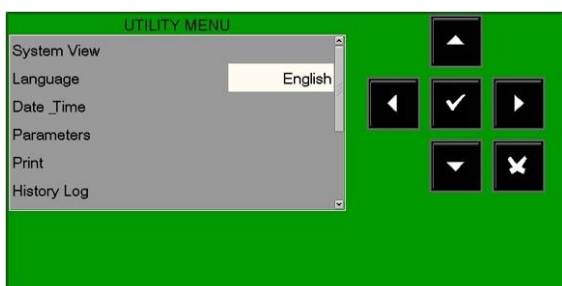 UTILITY MENU
System View
Language English
Date _Time
Parameters
Print
History Log